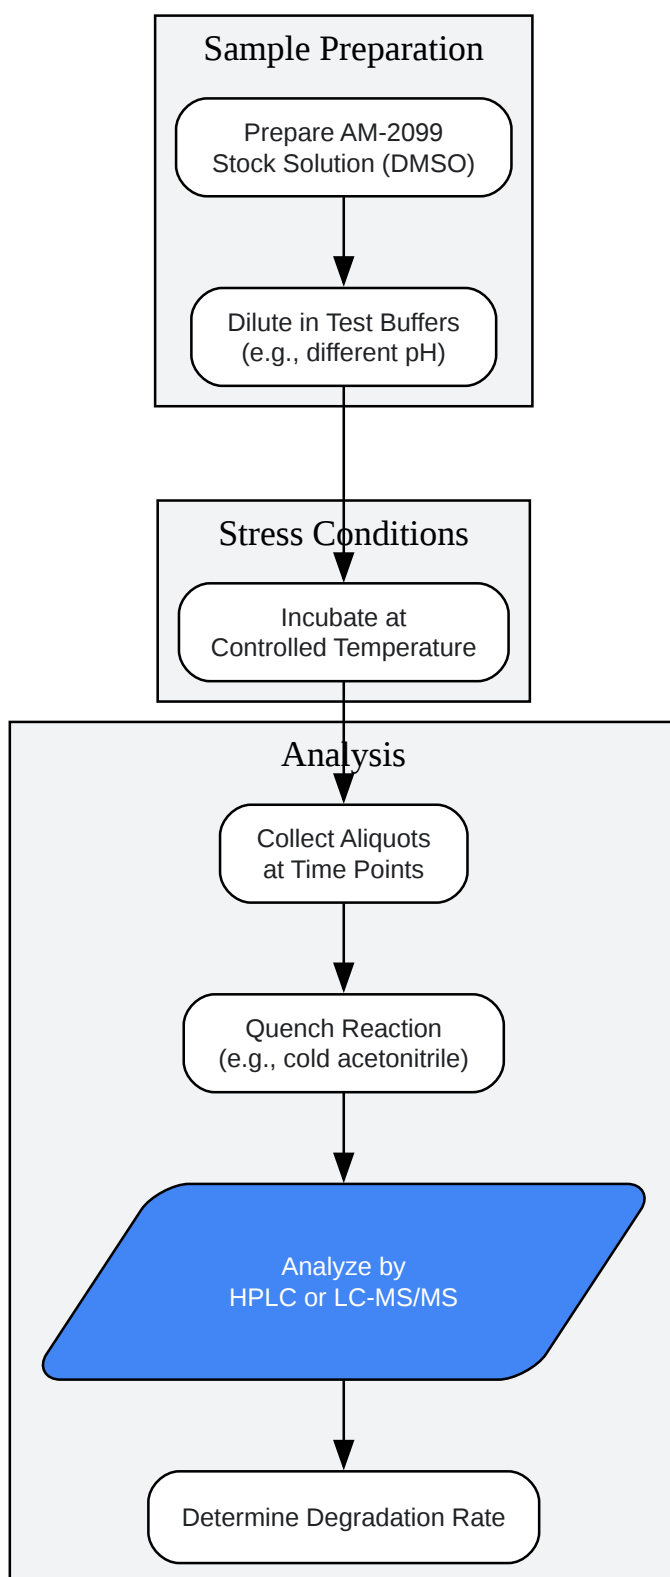 Sample Preparation
Prepare AM-2099
Stock Solution (DMSO)
Dilute in Test Buffers
(e.g., different pH)
Stress Conditions
Incubate at
Controlled Temperature
Analysis
Collect Aliquots
at Time Points
Quench Reaction
(e.g., cold acetonitrile)
Analyze by
HPLC or LC-MS/MS
Determine Degradation Rate